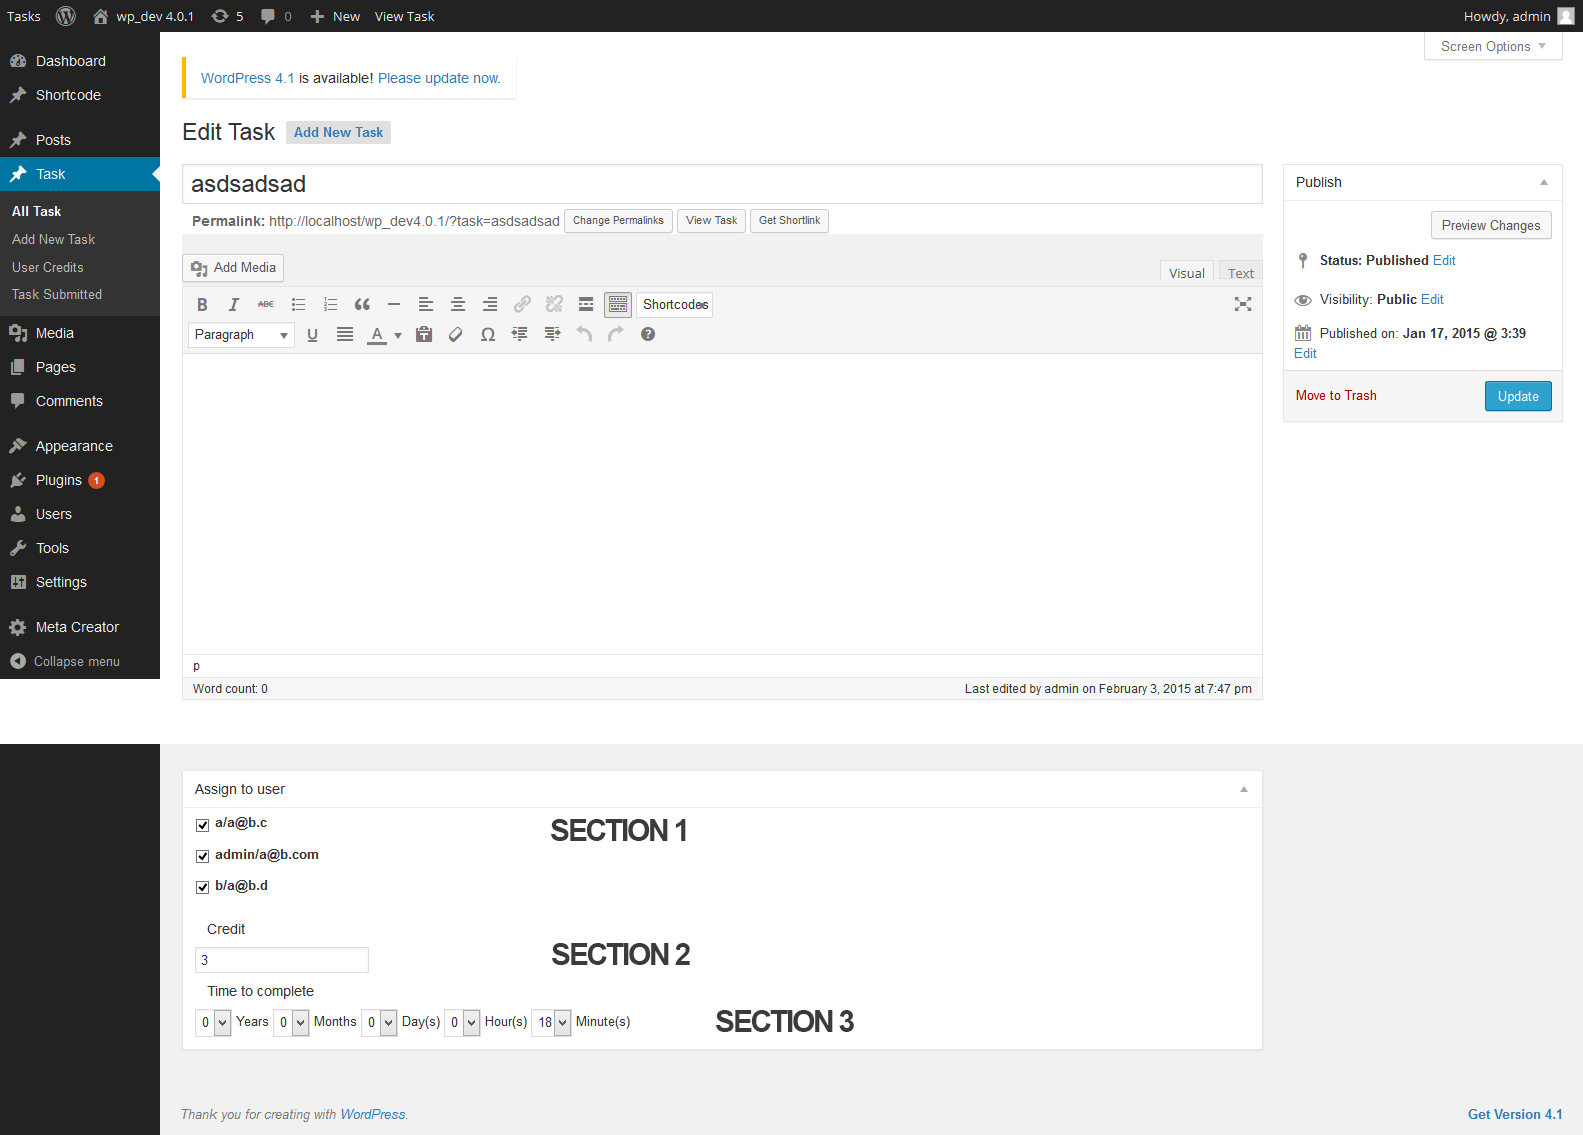 Tasks wp_dev 4.0.1 5 0 New View Task Howdy, admin
Screen Options
Dashboard
Shortcode
Posts
Task
All Task
Add New Task
User Credits
Task Submitted
Media
Pages
Comments
Appearance
Plugins 1
Users
Tools
Settings
Meta Creator
Collapse menu
WordPress 4.1 is available! Please update now.
Edit Task Add New Task
asdsadsad
Permalink: http://localhost/wp_dev4.0.1/?task=asdsadsad Change Permalinks View Task Get Shortlink
Add Media Visual Text
B I ABC Shortcodes
Paragraph U A T Ω ?
p
Word count: 0 Last edited by admin on February 3, 2015 at 7:47 pm
Publish
Preview Changes
Status: Published Edit
Visibility: Public Edit
Published on: Jan 17, 2015 @ 3:39
Edit
Move to Trash Update
Assign to user
a/a@b.c SECTION 1
admin/a@b.com
b/a@b.d
Credit
3 SECTION 2
Time to complete
0 Years 0 Months 0 Day(s) 0 Hour(s) 18 Minute(s) SECTION 3
Thank you for creating with WordPress. Get Version 4.1